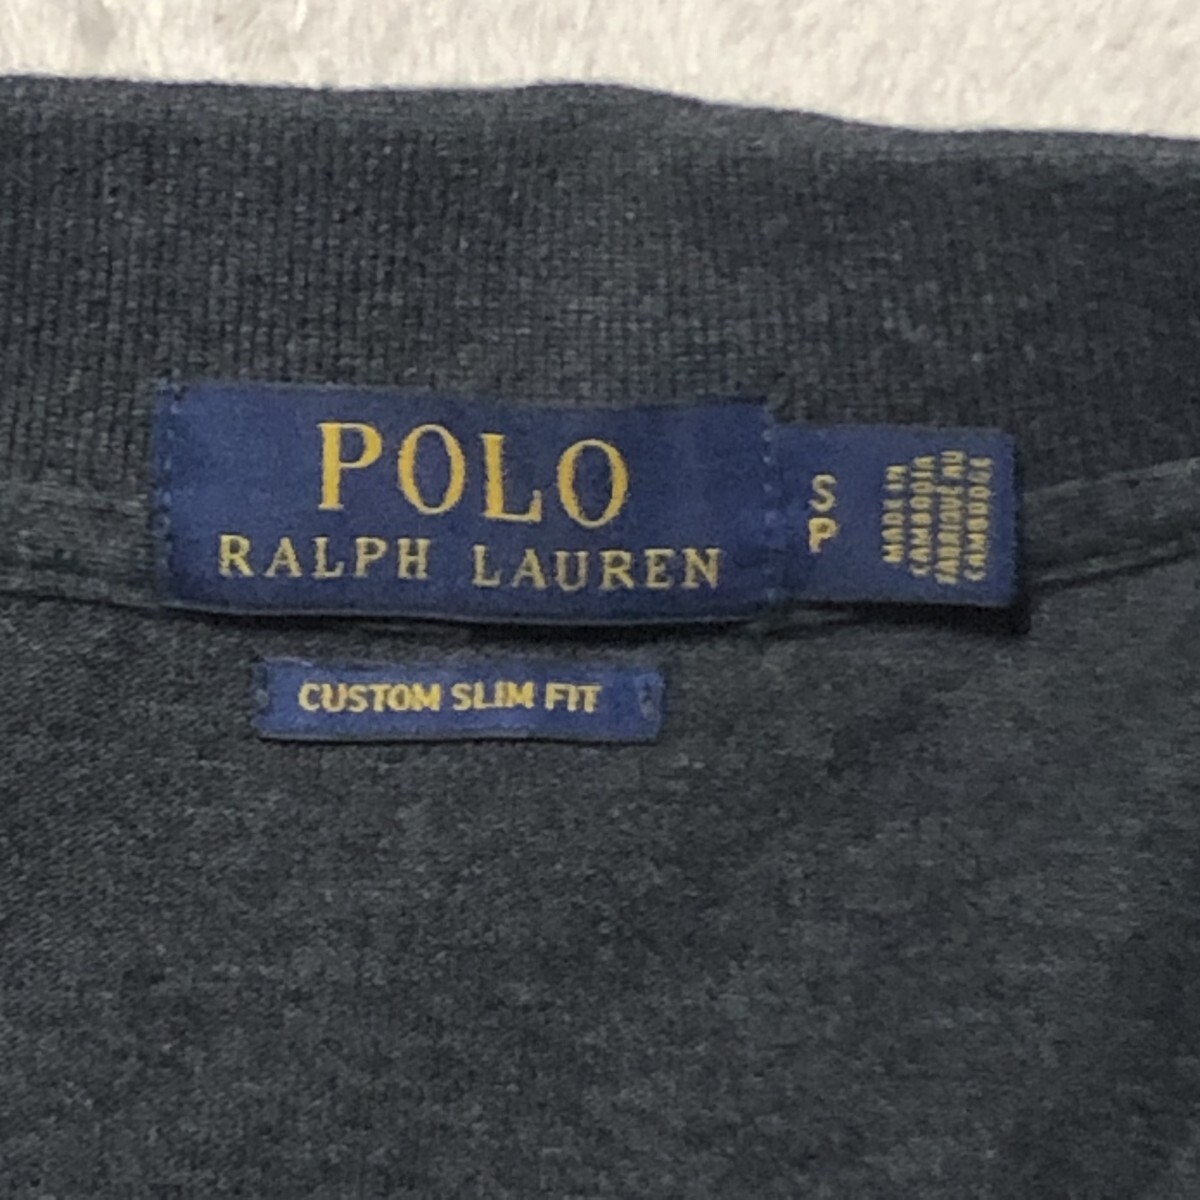 POLO
RALPH LAUREN
S
P
MADE IN
CAMBODIA
FABRIQUÉ AU
CAMBODGE
CUSTOM SLIM FIT